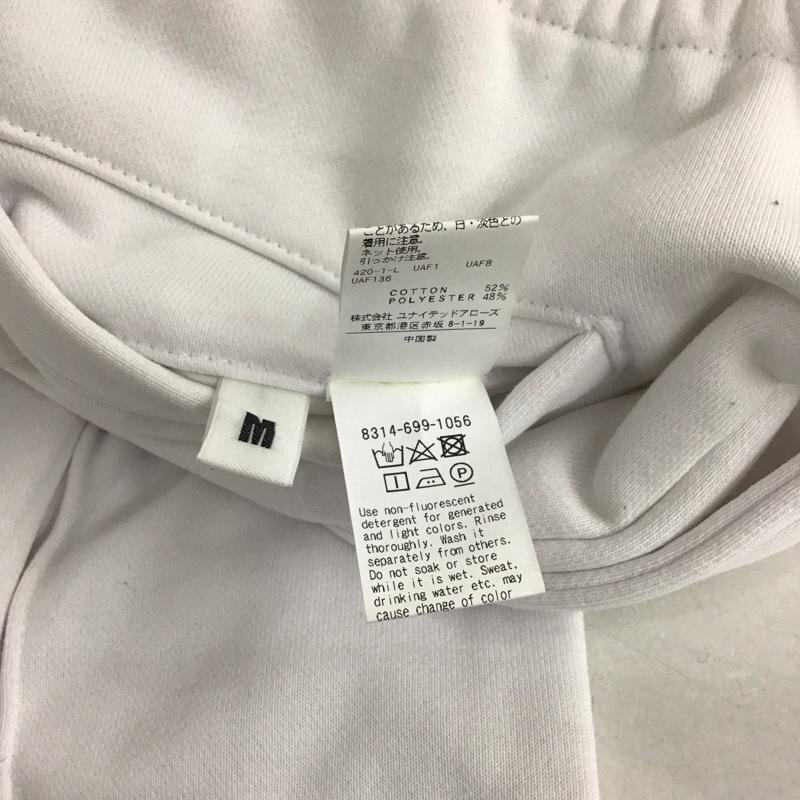 ことがあるため、白・淡色との
着用に注意。
ネット使用。
引っかけ注意。
420-1-L UAF1 UAF8
UAF136
COTTON 52%
POLYESTER 48%
株式会社 ユナイテッドアローズ
東京都港区赤坂 8-1-19
中国製
M
8314-699-1056
P
Use non-fluorescent
detergent for generated
and light colors. Rinse
thoroughly. Wash it
separately from others.
Do not soak or store
while it is wet. Sweat,
drinking water etc. may
cause change of color